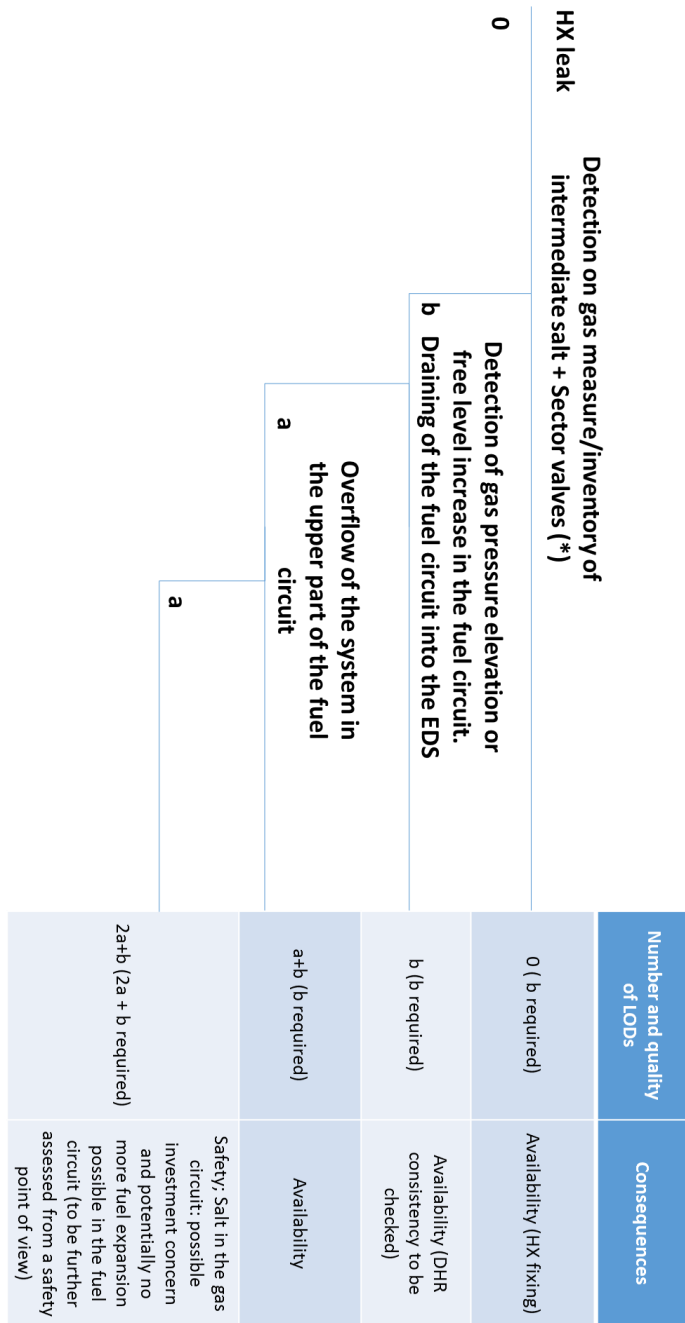 HX leak
0
Detection on gas measure/inventory of
intermediate salt + Sector valves (*)
b
Detection of gas pressure elevation or
free level increase in the fuel circuit.
Draining of the fuel circuit into the EDS
a
Overflow of the system in
the upper part of the fuel
circuit
a
Number and quality
of LODs
Consequences
0 ( b required)
Availability (HX fixing)
b (b required)
Availability (DHR
consistency to be
checked)
a+b (b required)
Availability
2a+b (2a + b required)
Safety; Salt in the gas
circuit: possible
investment concern
and potentially no
more fuel expansion
possible in the fuel
circuit (to be further
assessed from a safety
point of view)